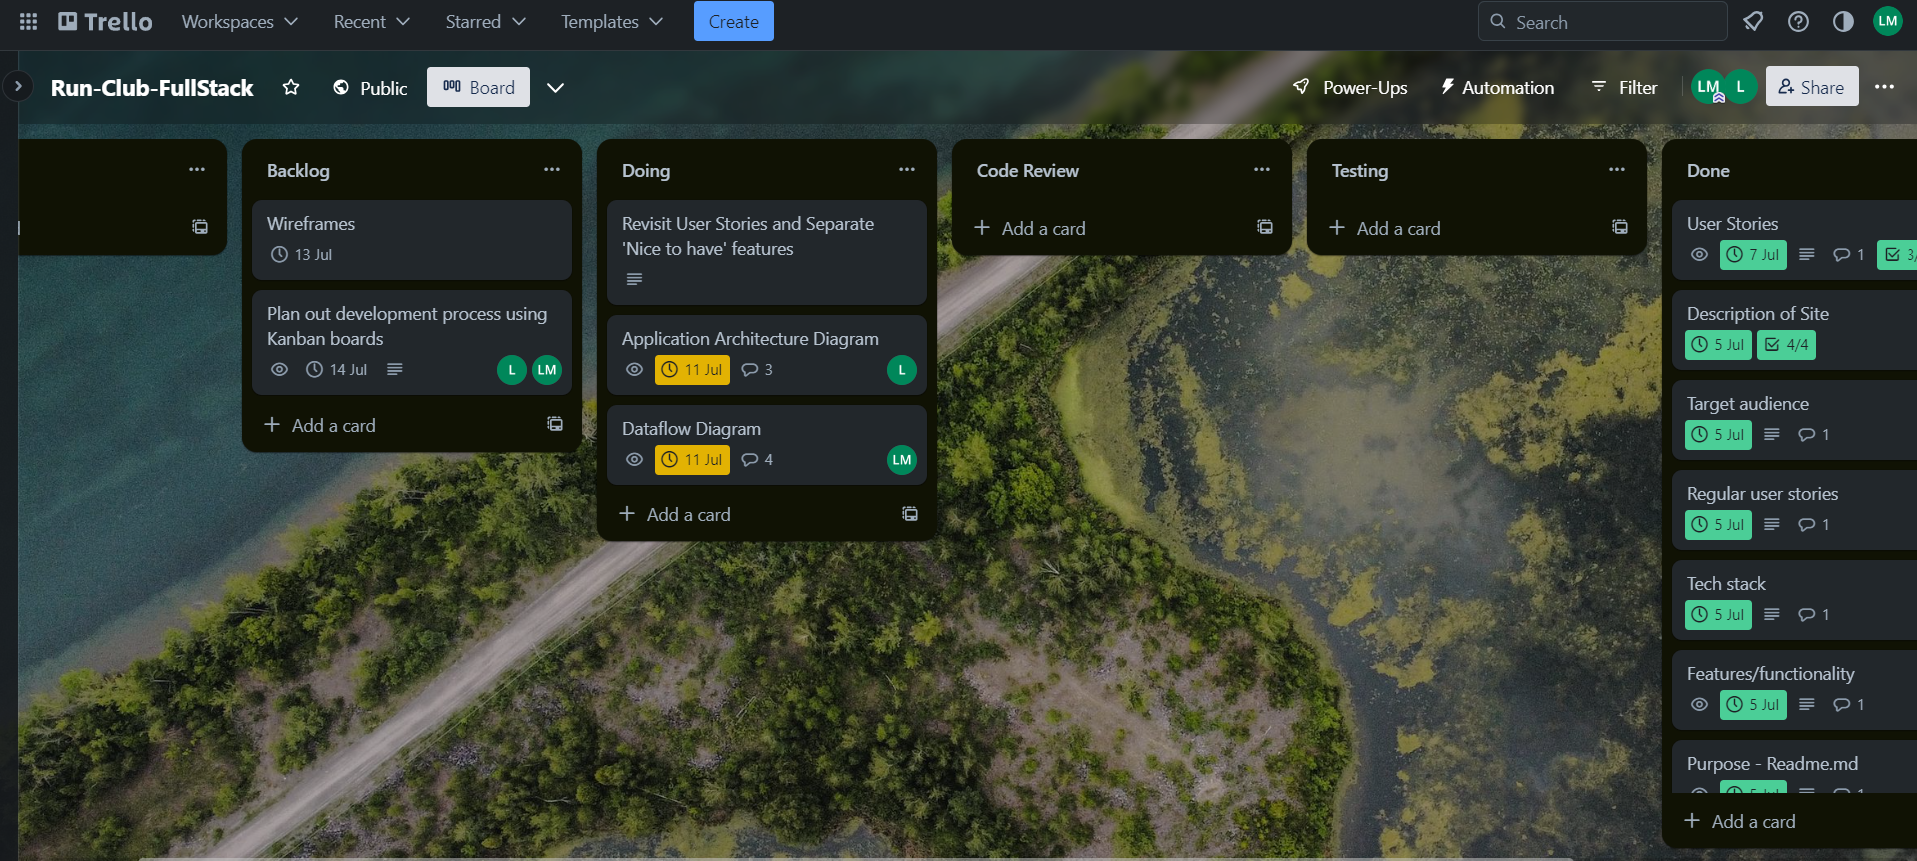 Trello
Workspaces
Recent
Starred
Templates
Create
Search
LM
Run-Club-FullStack
Public
Board
Power-Ups
Automation
Filter
LM
L
Share
Backlog
Wireframes
13 Jul
Plan out development process using
Kanban boards
14 Jul
L
LM
Add a card
Doing
Revisit User Stories and Separate
'Nice to have' features
Application Architecture Diagram
11 Jul
3
L
Dataflow Diagram
11 Jul
4
LM
Add a card
Code Review
Add a card
Testing
Add a card
Done
User Stories
7 Jul
1
3/
Description of Site
5 Jul
4/4
Target audience
5 Jul
1
Regular user stories
5 Jul
1
Tech stack
5 Jul
1
Features/functionality
5 Jul
1
Purpose - Readme.md
5 Jul
1
Add a card